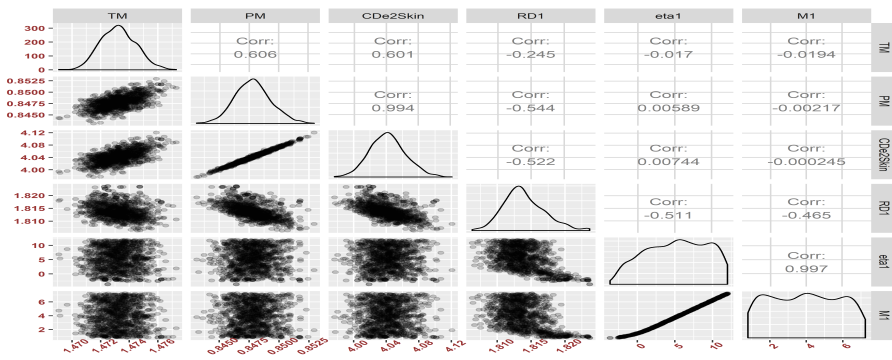 TM PM CDe2Skin RD1 eta1 M1
300
200
100
0
Corr: Corr: Corr: Corr: Corr:
0.606 0.601 -0.245 -0.017 -0.0194
TM
0.8525
0.8500
0.8475
0.8450
Corr: Corr: Corr: Corr:
0.994 -0.544 0.00589 -0.00217
PM
4.12
4.08
4.04
4.00
Corr: Corr: Corr:
-0.522 0.00744 -0.000245
CDe2Skin
1.820
1.815
1.810
Corr: Corr:
-0.511 -0.465
RD1
10
5
0
Corr:
0.997
eta1
6
4
2
M1
1.470 1.472 1.474 1.476 0.8450 0.8475 0.8500 0.8525 4.00 4.04 4.08 4.12 1.810 1.815 1.820 0 5 10 2 4 6